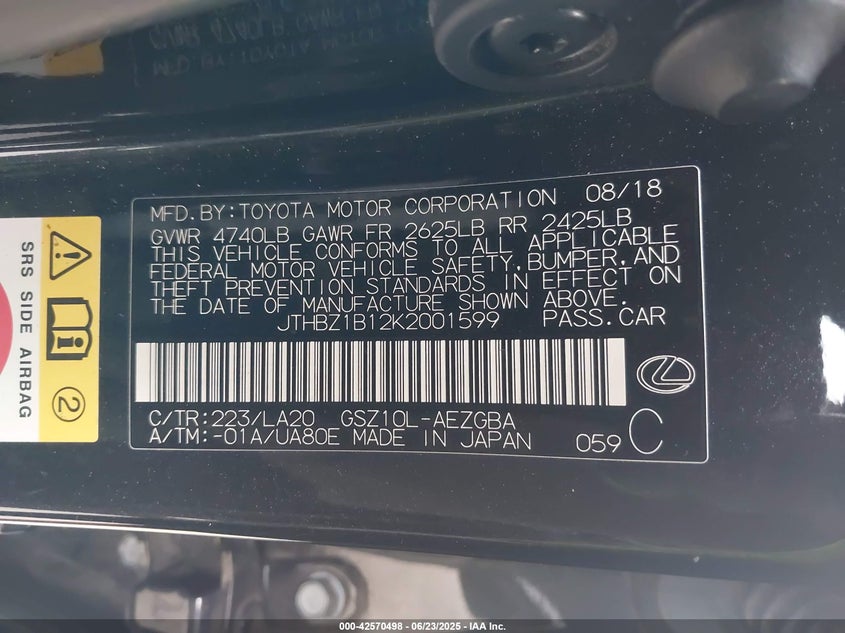 MFD.BY:TOYOTA MOTOR CORPORATION 08/18
GVWR 4740LB GAWR FR 2625LB RR 2425LB
THIS VEHICLE CONFORMS TO ALL APPLICABLE
FEDERAL MOTOR VEHICLE SAFETY,BUMPER,AND
THEFT PREVENTION STANDARDS IN EFFECT ON
THE DATE OF MANUFACTURE SHOWN ABOVE.
JTHBZ1B12K2001599 PASS.CAR
C/TR:223/LA20 GSZ10L-AEZGBA
A/TM:-01A/UA80E MADE IN JAPAN 059 C
SRS SIDE AIRBAG
2
000-42570498 - 06/23/2025 - IAA Inc.